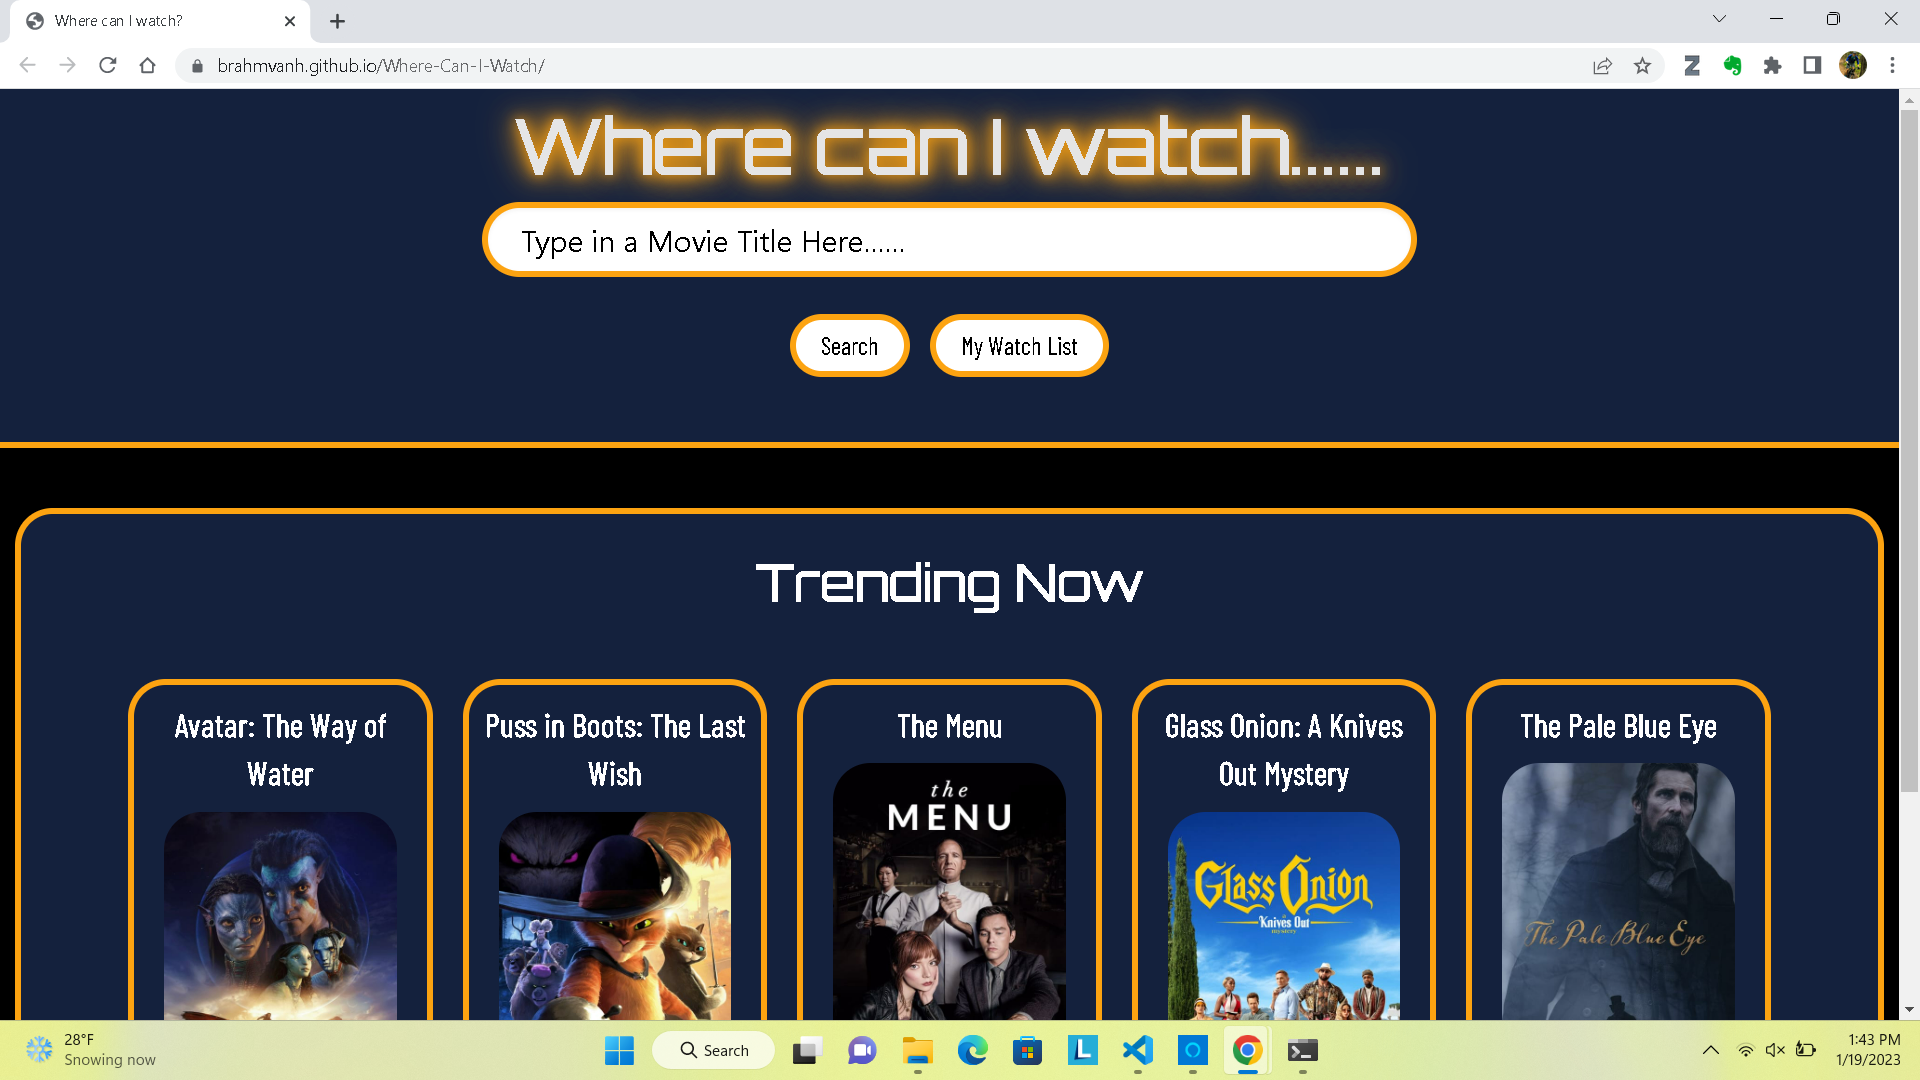 Where can I watch?
brahmvanh.github.io/Where-Can-I-Watch/
Where can I watch......
Type in a Movie Title Here......
Search
My Watch List
Trending Now
Avatar: The Way of
Water
Puss in Boots: The Last
Wish
The Menu
the
MENU
Glass Onion: A Knives
Out Mystery
Glass Onion
a
Knives Out
mystery
The Pale Blue Eye
The Pale Blue Eye
28°F
Snowing now
Search
1:43 PM
1/19/2023